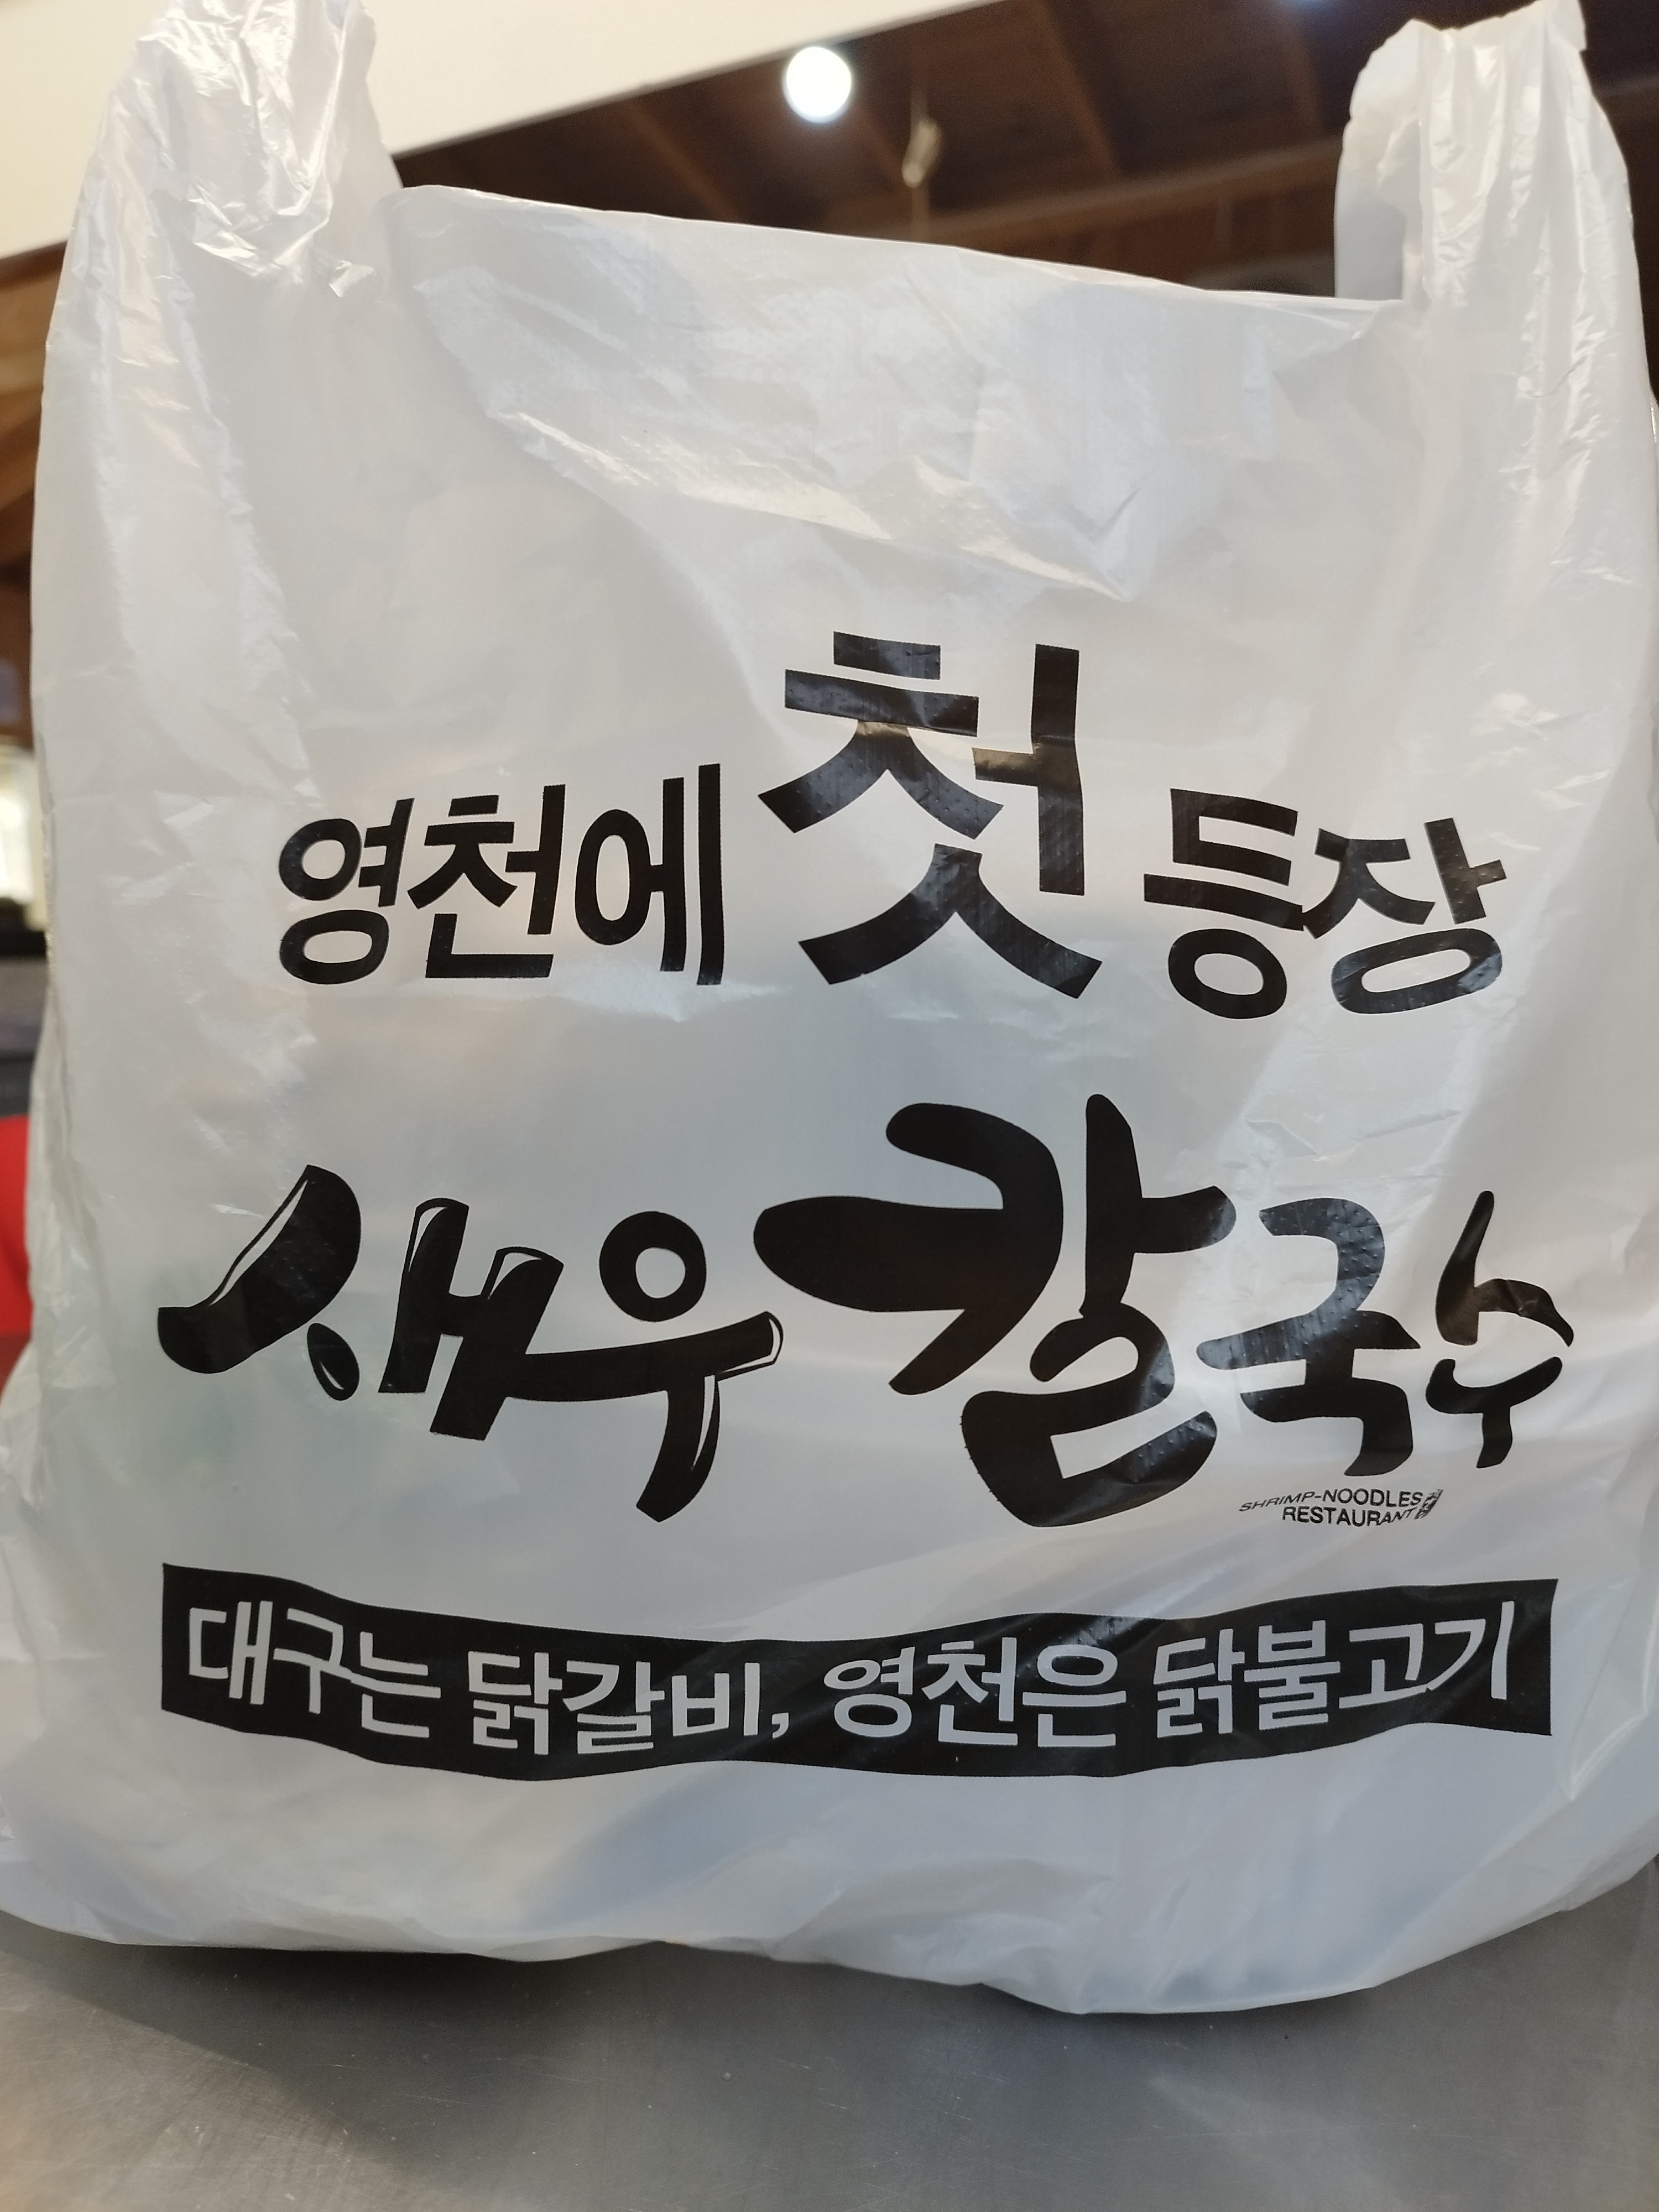 영천에 첫 등장
새우칼국수
SHRIMP-NOODLES
RESTAURANT
대구는 닭갈비, 영천은 닭불고기